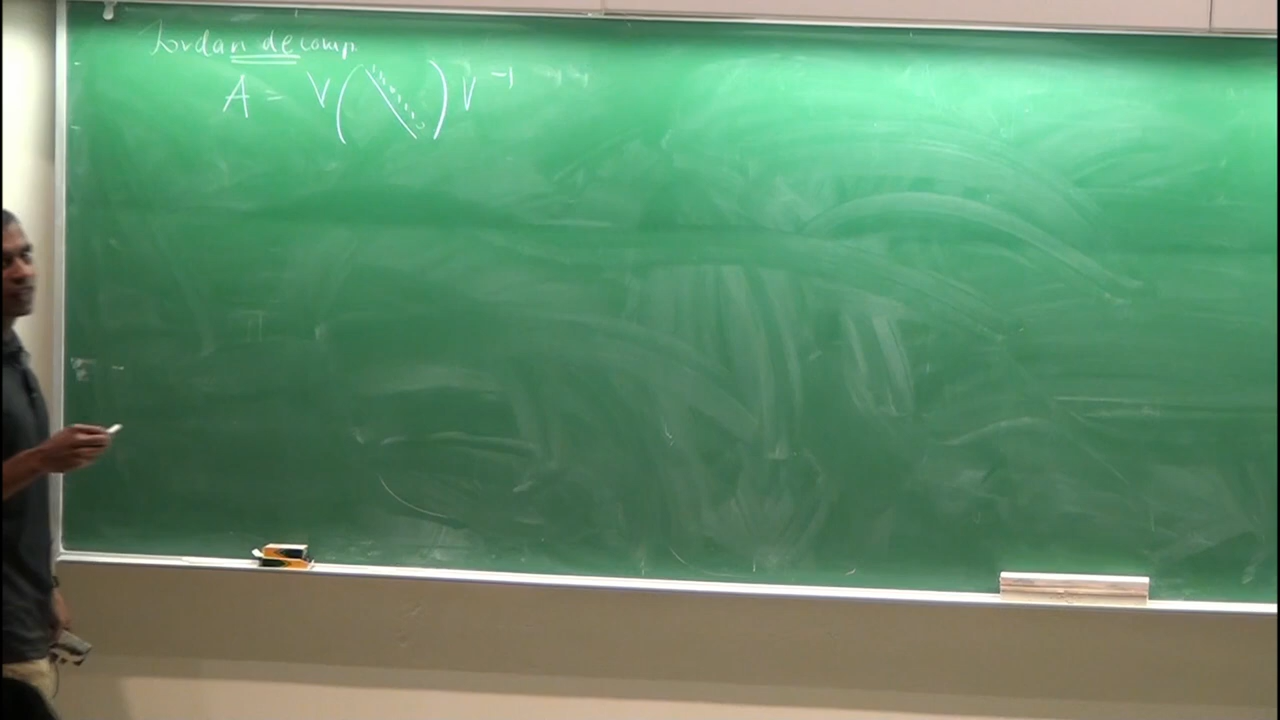 Jordan decomp.
A = V ( ) V⁻¹